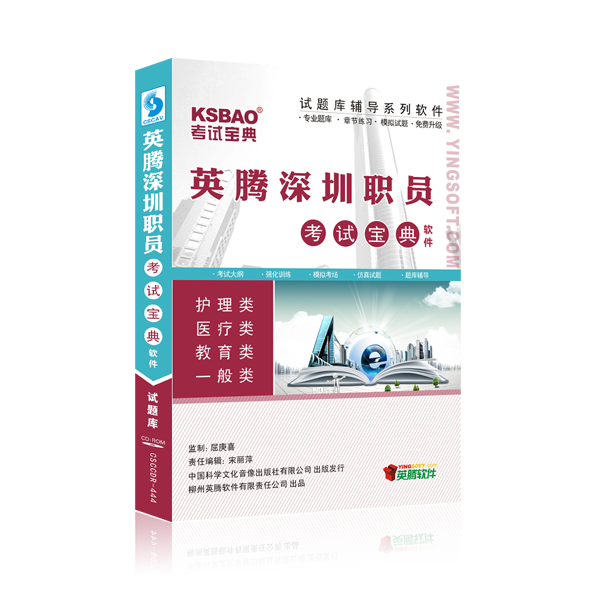 CSCAV
英腾深圳职员
考试宝典
软件
试题库
CD-ROM
CSCCDR-444
KSBAO®
考试宝典
试题库辅导系列软件
·专业题库 ·章节练习 ·模拟试题 ·免费升级
WWW.YINGSOFT.COM
英腾深圳职员
考试宝典
软件
·考试大纲 ·强化训练 ·模拟考场 ·仿真试题 ·题库辅导
护理类
医疗类
教育类
一般类
e
监制: 屈庚喜
责任编辑: 宋丽萍
中国科学文化音像出版社有限公司 出版发行
柳州英腾软件有限责任公司 出品
YINGSOFT
英腾软件